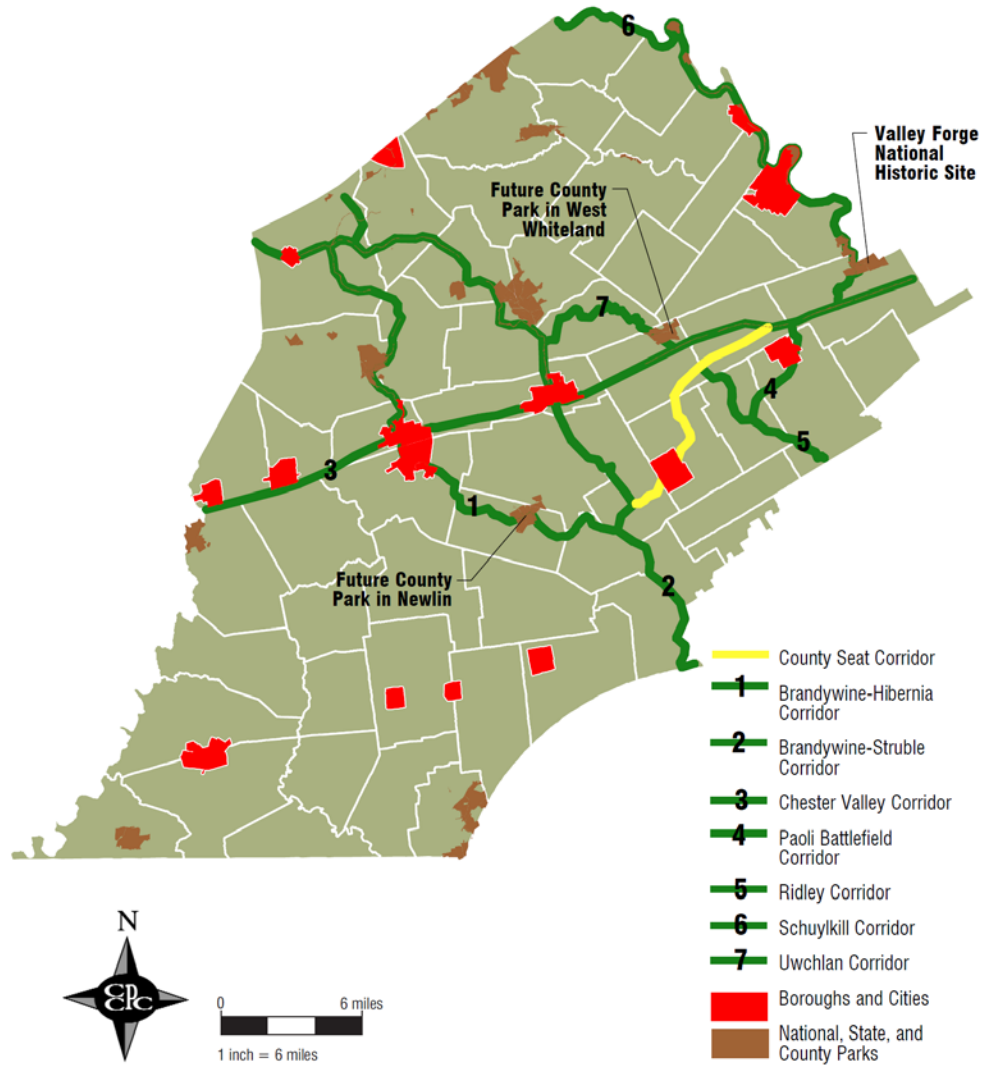 6
Valley Forge
National
Historic Site
Future County
Park in West
Whiteland
7
4
5
3
1
Future County
Park in Newlin
2
County Seat Corridor
1 Brandywine-Hibernia
Corridor
2 Brandywine-Struble
Corridor
3 Chester Valley Corridor
4 Paoli Battlefield
Corridor
5 Ridley Corridor
6 Schuylkill Corridor
7 Uwchlan Corridor
Boroughs and Cities
National, State, and
County Parks
N
CPC
CPC
0 6 miles
1 inch = 6 miles